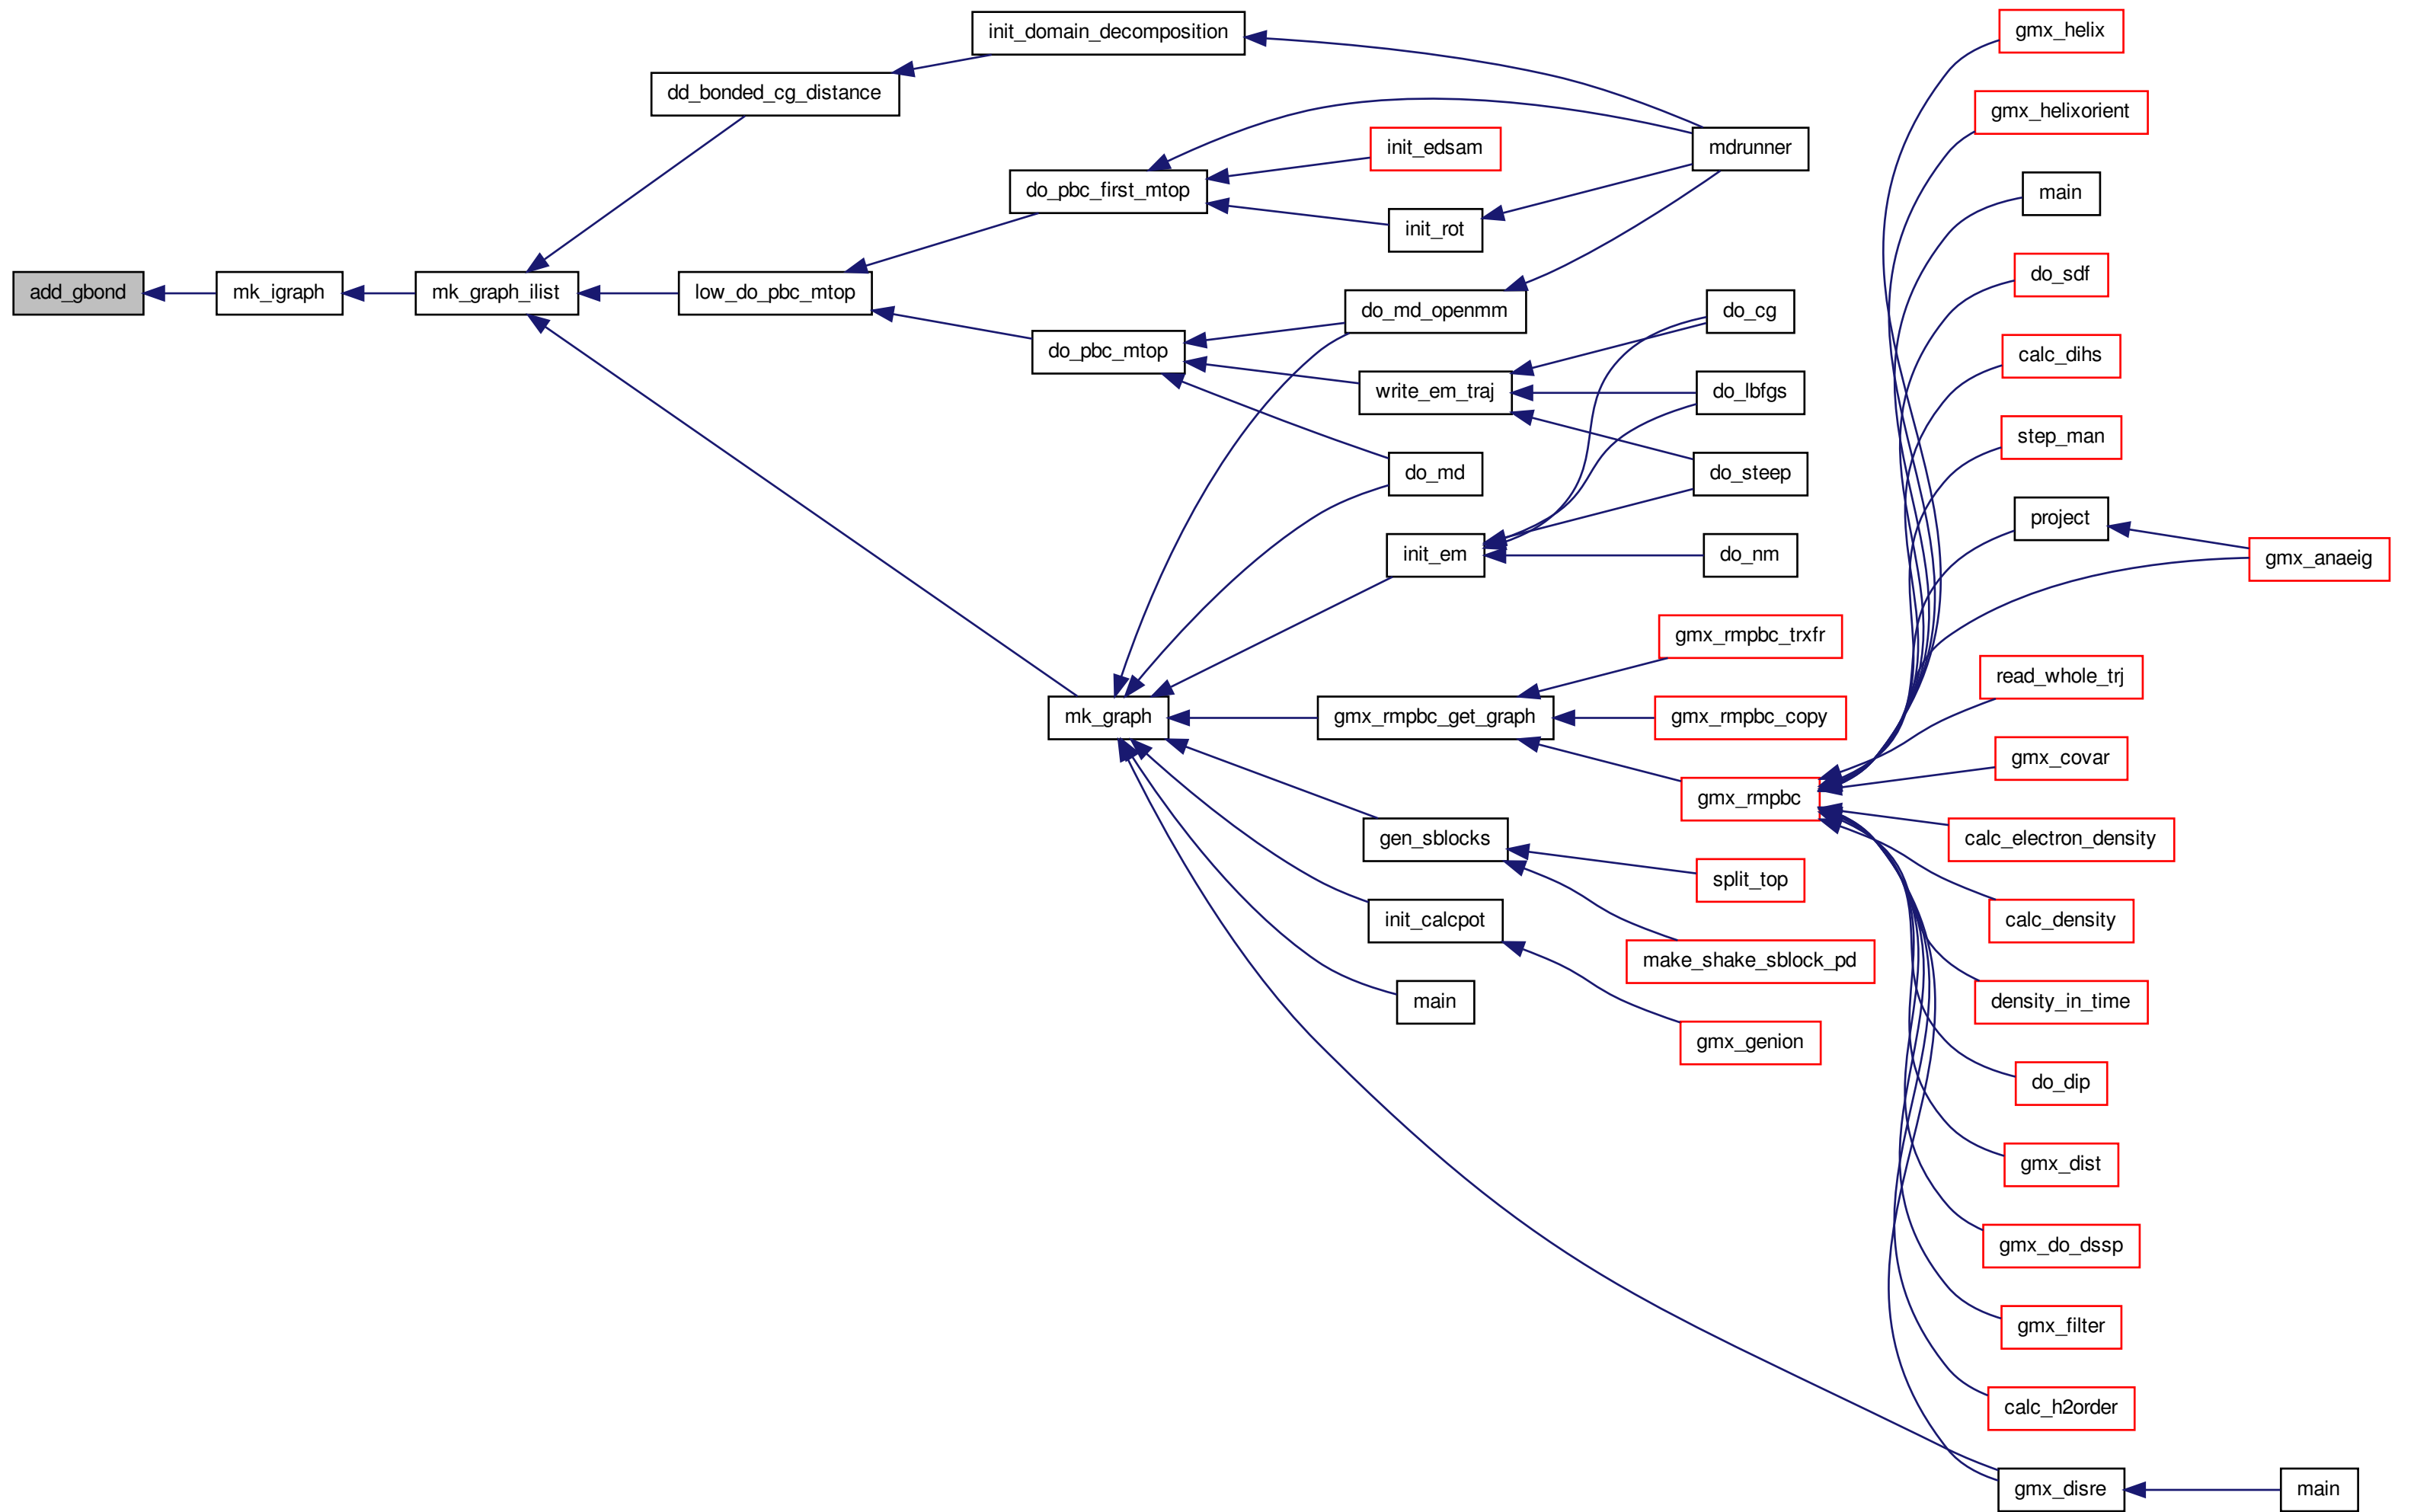 add_gbond
mk_igraph
mk_graph_ilist
dd_bonded_cg_distance
low_do_pbc_mtop
init_domain_decomposition
do_pbc_first_mtop
do_pbc_mtop
mk_graph
init_edsam
init_rot
do_md_openmm
write_em_traj
do_md
init_em
gmx_rmpbc_get_graph
gen_sblocks
init_calcpot
main
mdrunner
do_cg
do_lbfgs
do_steep
do_nm
gmx_rmpbc_trxfr
gmx_rmpbc_copy
gmx_rmpbc
split_top
make_shake_sblock_pd
gmx_genion
gmx_helix
gmx_helixorient
main
do_sdf
calc_dihs
step_man
project
gmx_anaeig
read_whole_trj
gmx_covar
calc_electron_density
calc_density
density_in_time
do_dip
gmx_dist
gmx_do_dssp
gmx_filter
calc_h2order
gmx_disre
main